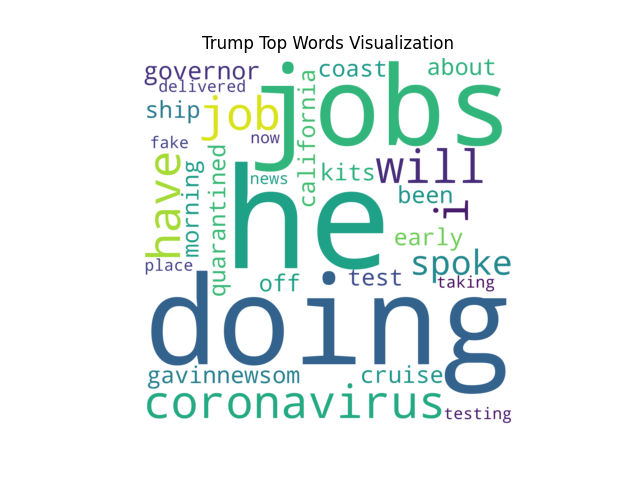 Trump Top Words Visualization
governor
coast
about
delivered
jobs
ship
job
california
fake
now
have
morning
quarantined
news
kits
will
been
i
he
early
place
off
test
spoke
taking
doing
gavinnewsom
cruise
coronavirus
testing